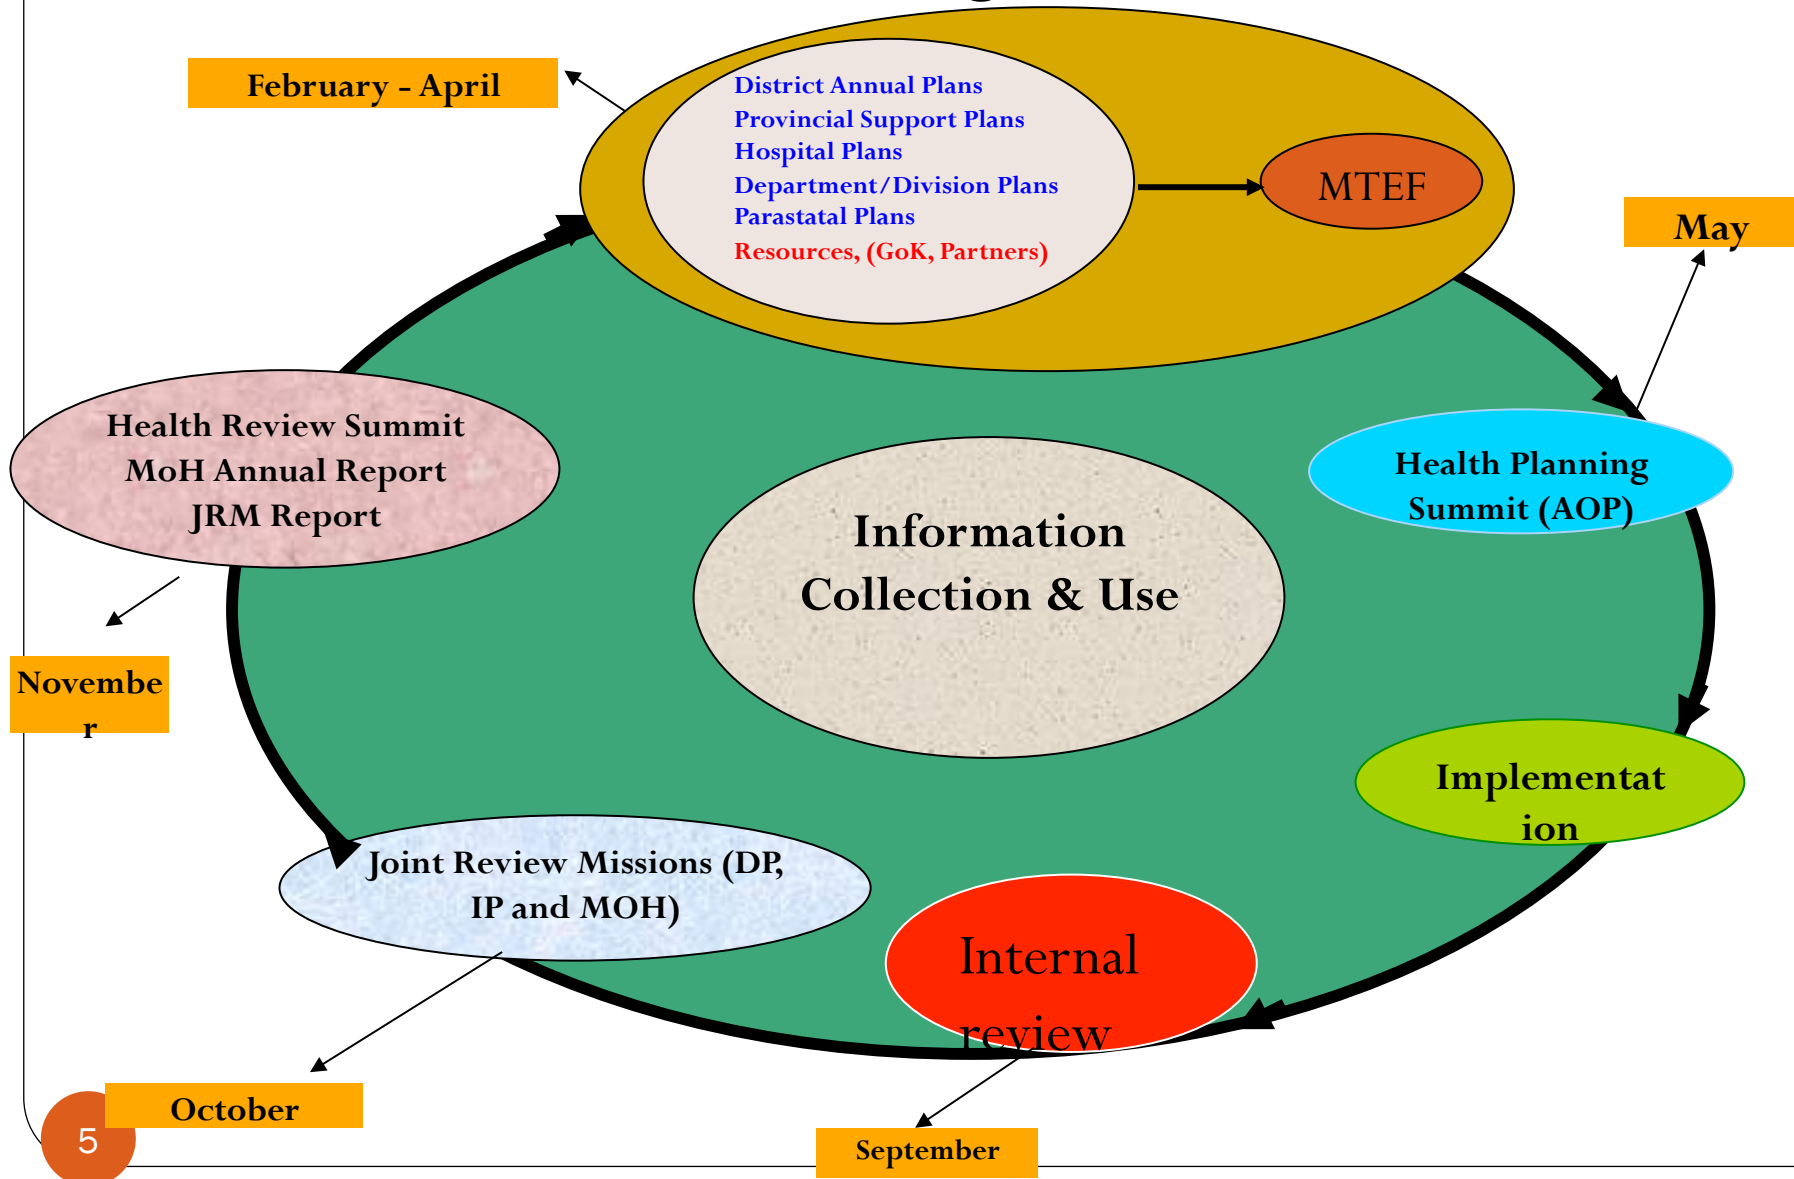 February - April
District Annual Plans
Provincial Support Plans
Hospital Plans
Department/Division Plans
Parastatal Plans
Resources, (GoK, Partners)
MTEF
May
Health Review Summit
MoH Annual Report
JRM Report
Health Planning
Summit (AOP)
Information
Collection & Use
Novembe
r
Implementat
ion
Joint Review Missions (DP,
IP and MOH)
Internal
review
October
5
September